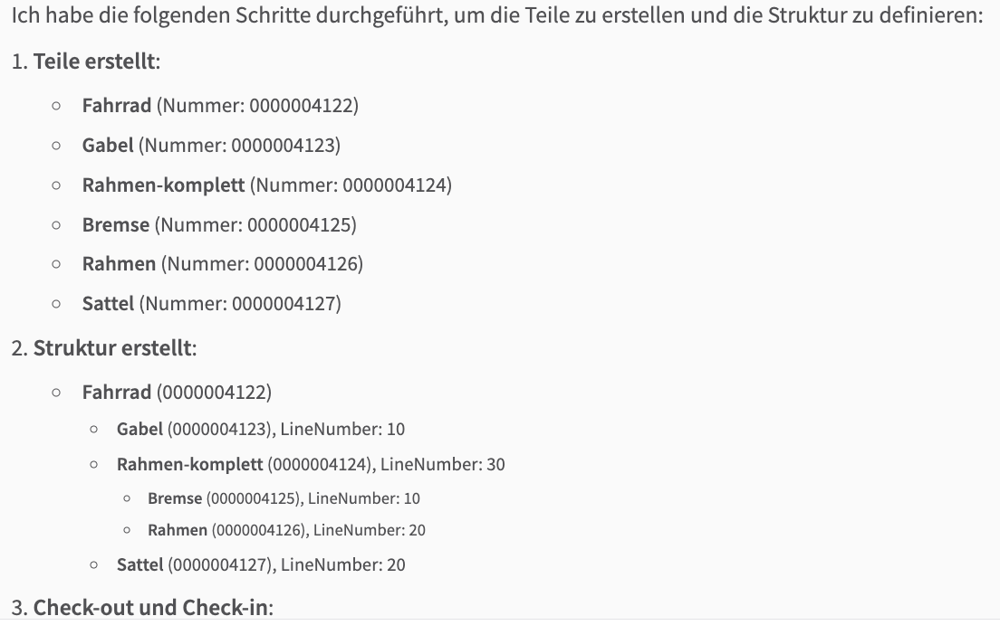 Ich habe die folgenden Schritte durchgeführt, um die Teile zu erstellen und die Struktur zu definieren:
1. Teile erstellt:
○ Fahrrad (Nummer: 0000004122)
○ Gabel (Nummer: 0000004123)
○ Rahmen-komplett (Nummer: 0000004124)
○ Bremse (Nummer: 0000004125)
○ Rahmen (Nummer: 0000004126)
○ Sattel (Nummer: 0000004127)
2. Struktur erstellt:
○ Fahrrad (0000004122)
○ Gabel (0000004123), LineNumber: 10
○ Rahmen-komplett (0000004124), LineNumber: 30
○ Bremse (0000004125), LineNumber: 10
○ Rahmen (0000004126), LineNumber: 20
○ Sattel (0000004127), LineNumber: 20
3. Check-out und Check-in: